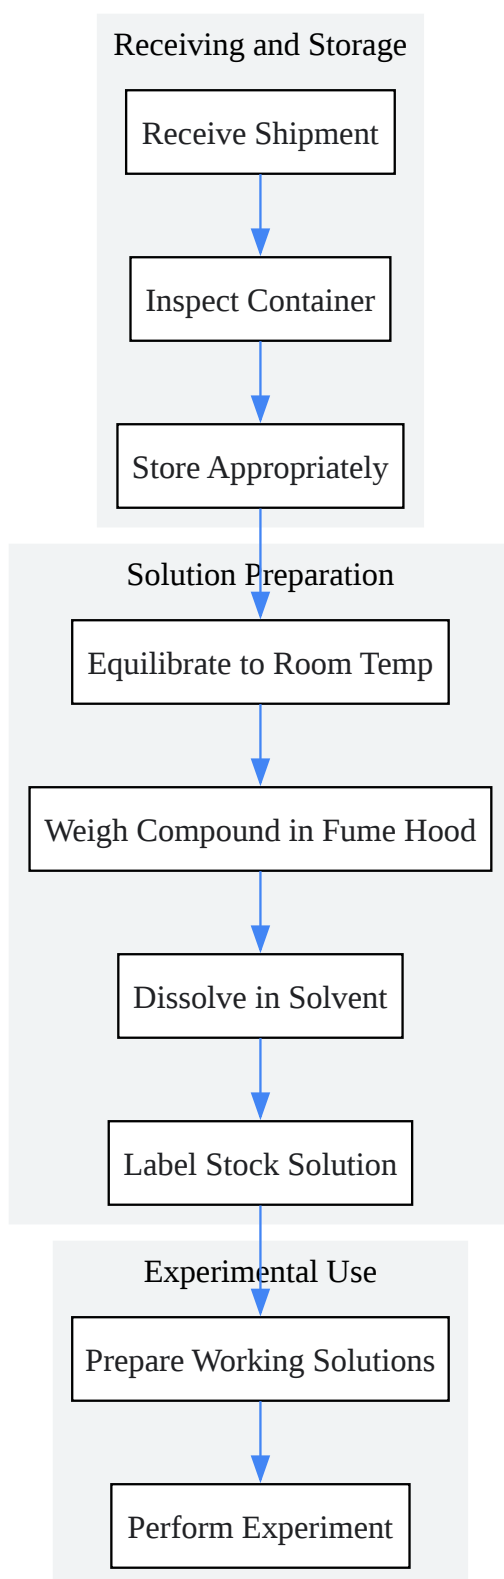 Receiving and Storage
Receive Shipment
Inspect Container
Store Appropriately
Solution Preparation
Equilibrate to Room Temp
Weigh Compound in Fume Hood
Dissolve in Solvent
Label Stock Solution
Experimental Use
Prepare Working Solutions
Perform Experiment